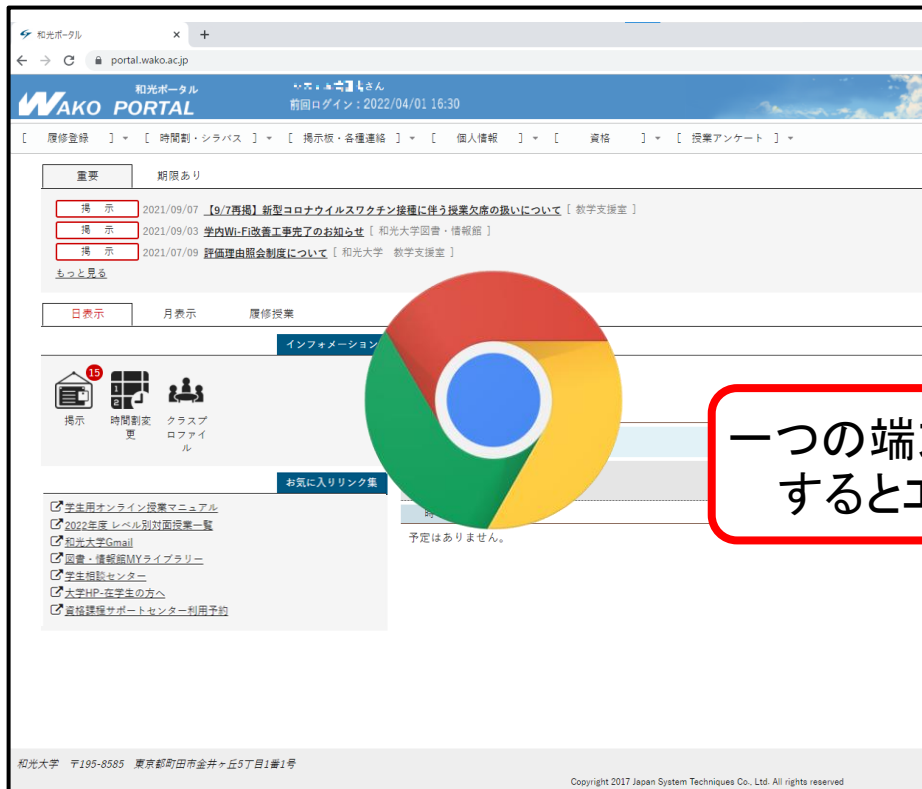 和光ポータル
portal.wako.ac.jp
和光ポータル
WAKO PORTAL
さん
前回ログイン：2022/04/01 16:30
[ 履修登録 ] [ 時間割・シラバス ] [ 掲示板・各種連絡 ] [ 個人情報 ] [ 資格 ] [ 授業アンケート ]
重要 期限あり
掲 示 2021/09/07 【9/7再掲】新型コロナウイルスワクチン接種に伴う授業欠席の扱いについて [ 教学支援室 ]
掲 示 2021/09/03 学内Wi-Fi改善工事完了のお知らせ [ 和光大学図書・情報館 ]
掲 示 2021/07/09 評価理由照会制度について [ 和光大学 教学支援室 ]
もっと見る
日表示 月表示 履修授業
インフォメーション
15
掲示 時間割変更 クラスプロファイル
一つの端
すると
お気に入りリンク集
学生用オンライン授業マニュアル
2022年度 レベル別対面授業一覧
和光大学Gmail
図書・情報館MYライブラリー
学生相談センター
大学HP-在学生の方へ
資格課程サポートセンター利用予約
予定はありません。
和光大学 〒195-8585 東京都町田市金井ヶ丘5丁目1番1号
Copyright 2017 Japan System Techniques Co., Ltd. All rights reserved